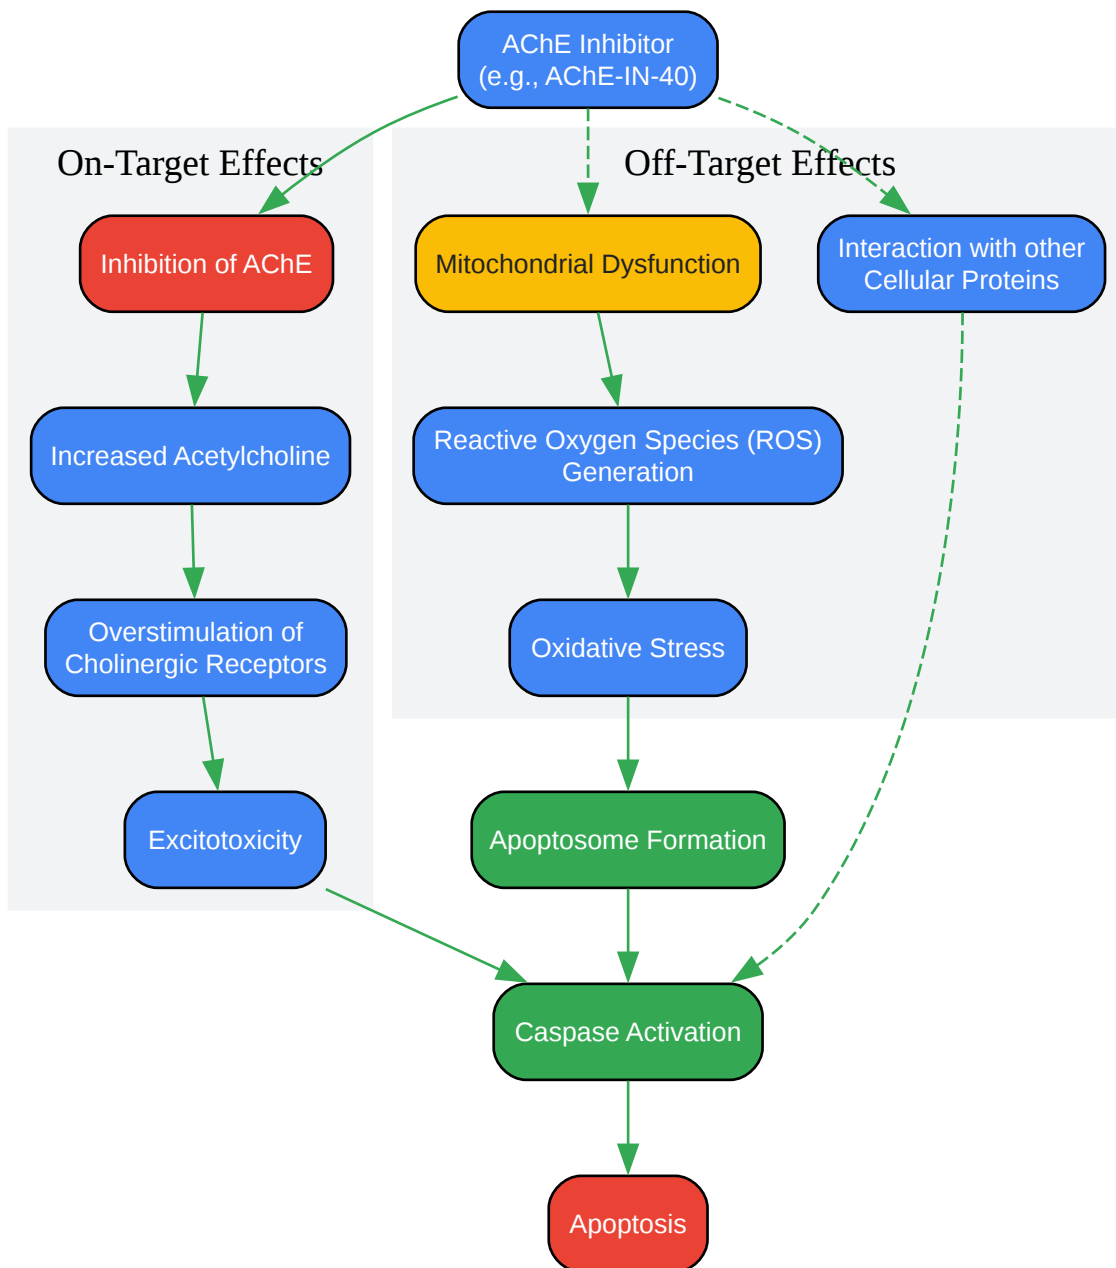 AChE Inhibitor
(e.g., AChE-IN-40)
On-Target Effects
Off-Target Effects
Inhibition of AChE
Mitochondrial Dysfunction
Interaction with other
Cellular Proteins
Increased Acetylcholine
Reactive Oxygen Species (ROS)
Generation
Overstimulation of
Cholinergic Receptors
Oxidative Stress
Excitotoxicity
Apoptosome Formation
Caspase Activation
Apoptosis